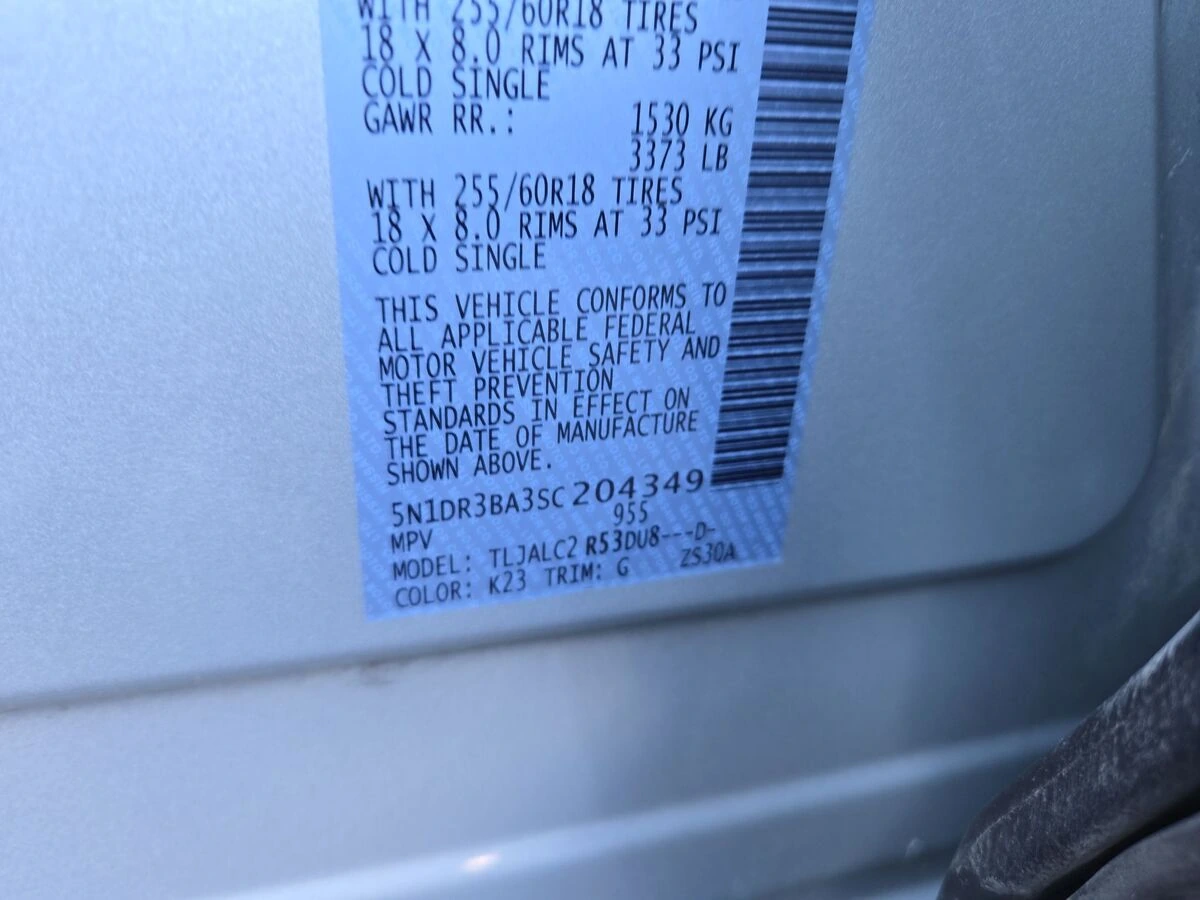 WITH 255/60R18 TIRES
18 X 8.0 RIMS AT 33 PSI
COLD SINGLE
GAWR RR.: 1530 KG
3373 LB
WITH 255/60R18 TIRES
18 X 8.0 RIMS AT 33 PSI
COLD SINGLE
THIS VEHICLE CONFORMS TO
ALL APPLICABLE FEDERAL
MOTOR VEHICLE SAFETY AND
THEFT PREVENTION
STANDARDS IN EFFECT ON
THE DATE OF MANUFACTURE
SHOWN ABOVE.
5N1DR3BA3SC204349
955
MPV
MODEL: TLJALC2 R53DU8---D-
COLOR: K23 TRIM: G ZS30A